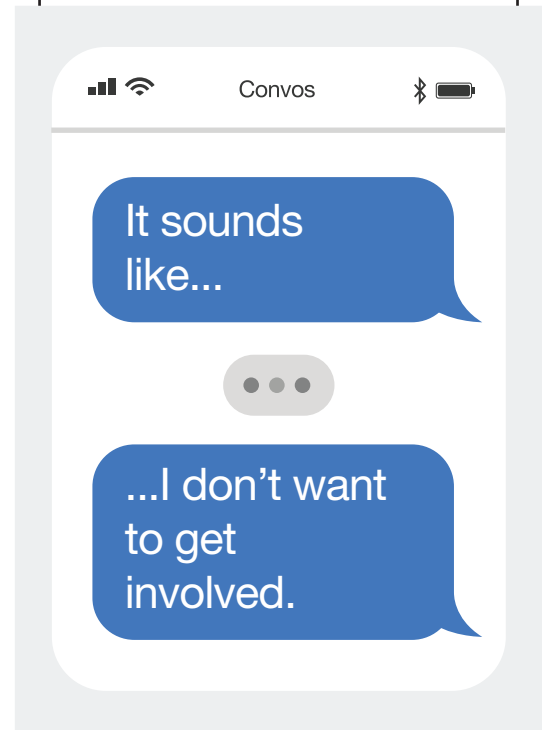 Convos
It sounds
like...
...I don’t want
to get
involved.